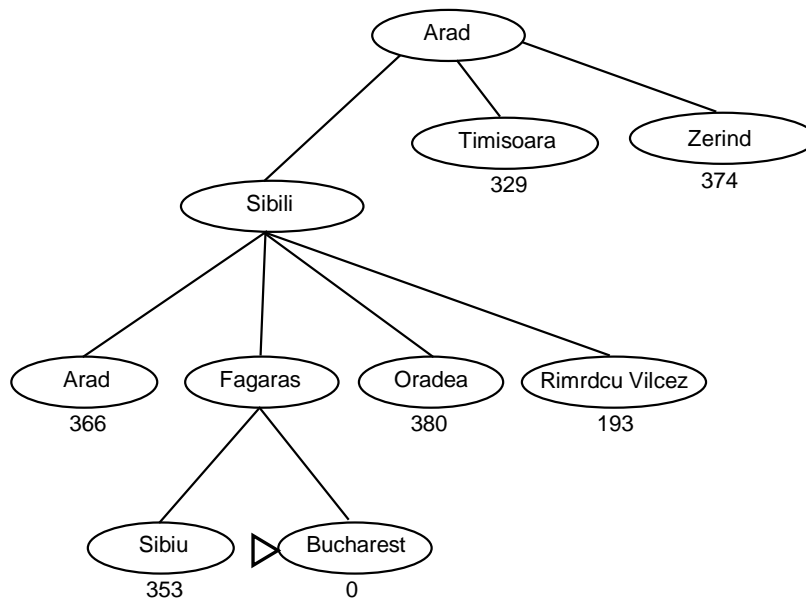 Arad
Timisoara
Zerind
329
374
Sibili
Arad
Fagaras
Oradea
Rimrdcu Vilcez
366
380
193
Sibiu
Bucharest
353
0